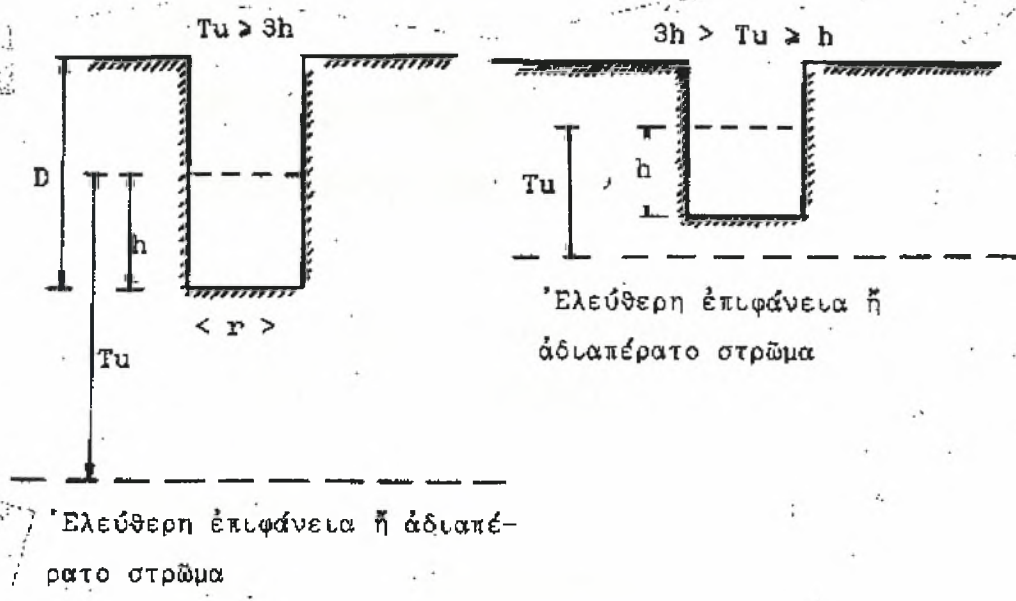 Tu ⩾ 3h
3h > Tu ⩾ h
D
h
Tu
< r >
Tu
h
Ἐλεύθερη ἐπιφάνεια ἤ
ἀδιαπέρατο στρῶμα
Ἐλεύθερη ἐπιφάνεια ἤ ἀδιαπέ-
ρατο στρῶμα